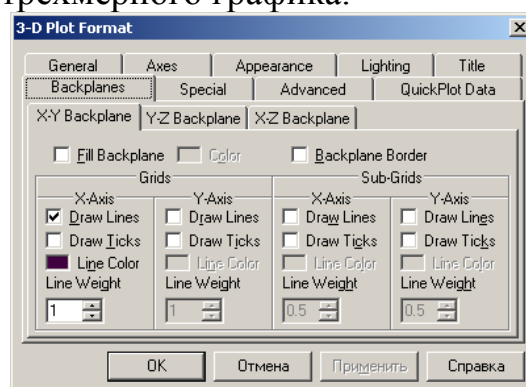 трехмерного графика.
3-D Plot Format
General Axes Appearance Lighting Title
Backplanes Special Advanced QuickPlot Data
X-Y Backplane Y-Z Backplane X-Z Backplane
Fill Backplane Color Backplane Border
Grids Sub-Grids
X-Axis Y-Axis X-Axis Y-Axis
Draw Lines Draw Lines Draw Lines Draw Lines
Draw Ticks Draw Ticks Draw Ticks Draw Ticks
Line Color Line Color Line Color Line Color
Line Weight Line Weight Line Weight Line Weight
1 1 0.5 0.5
OK Отмена Применить Справка